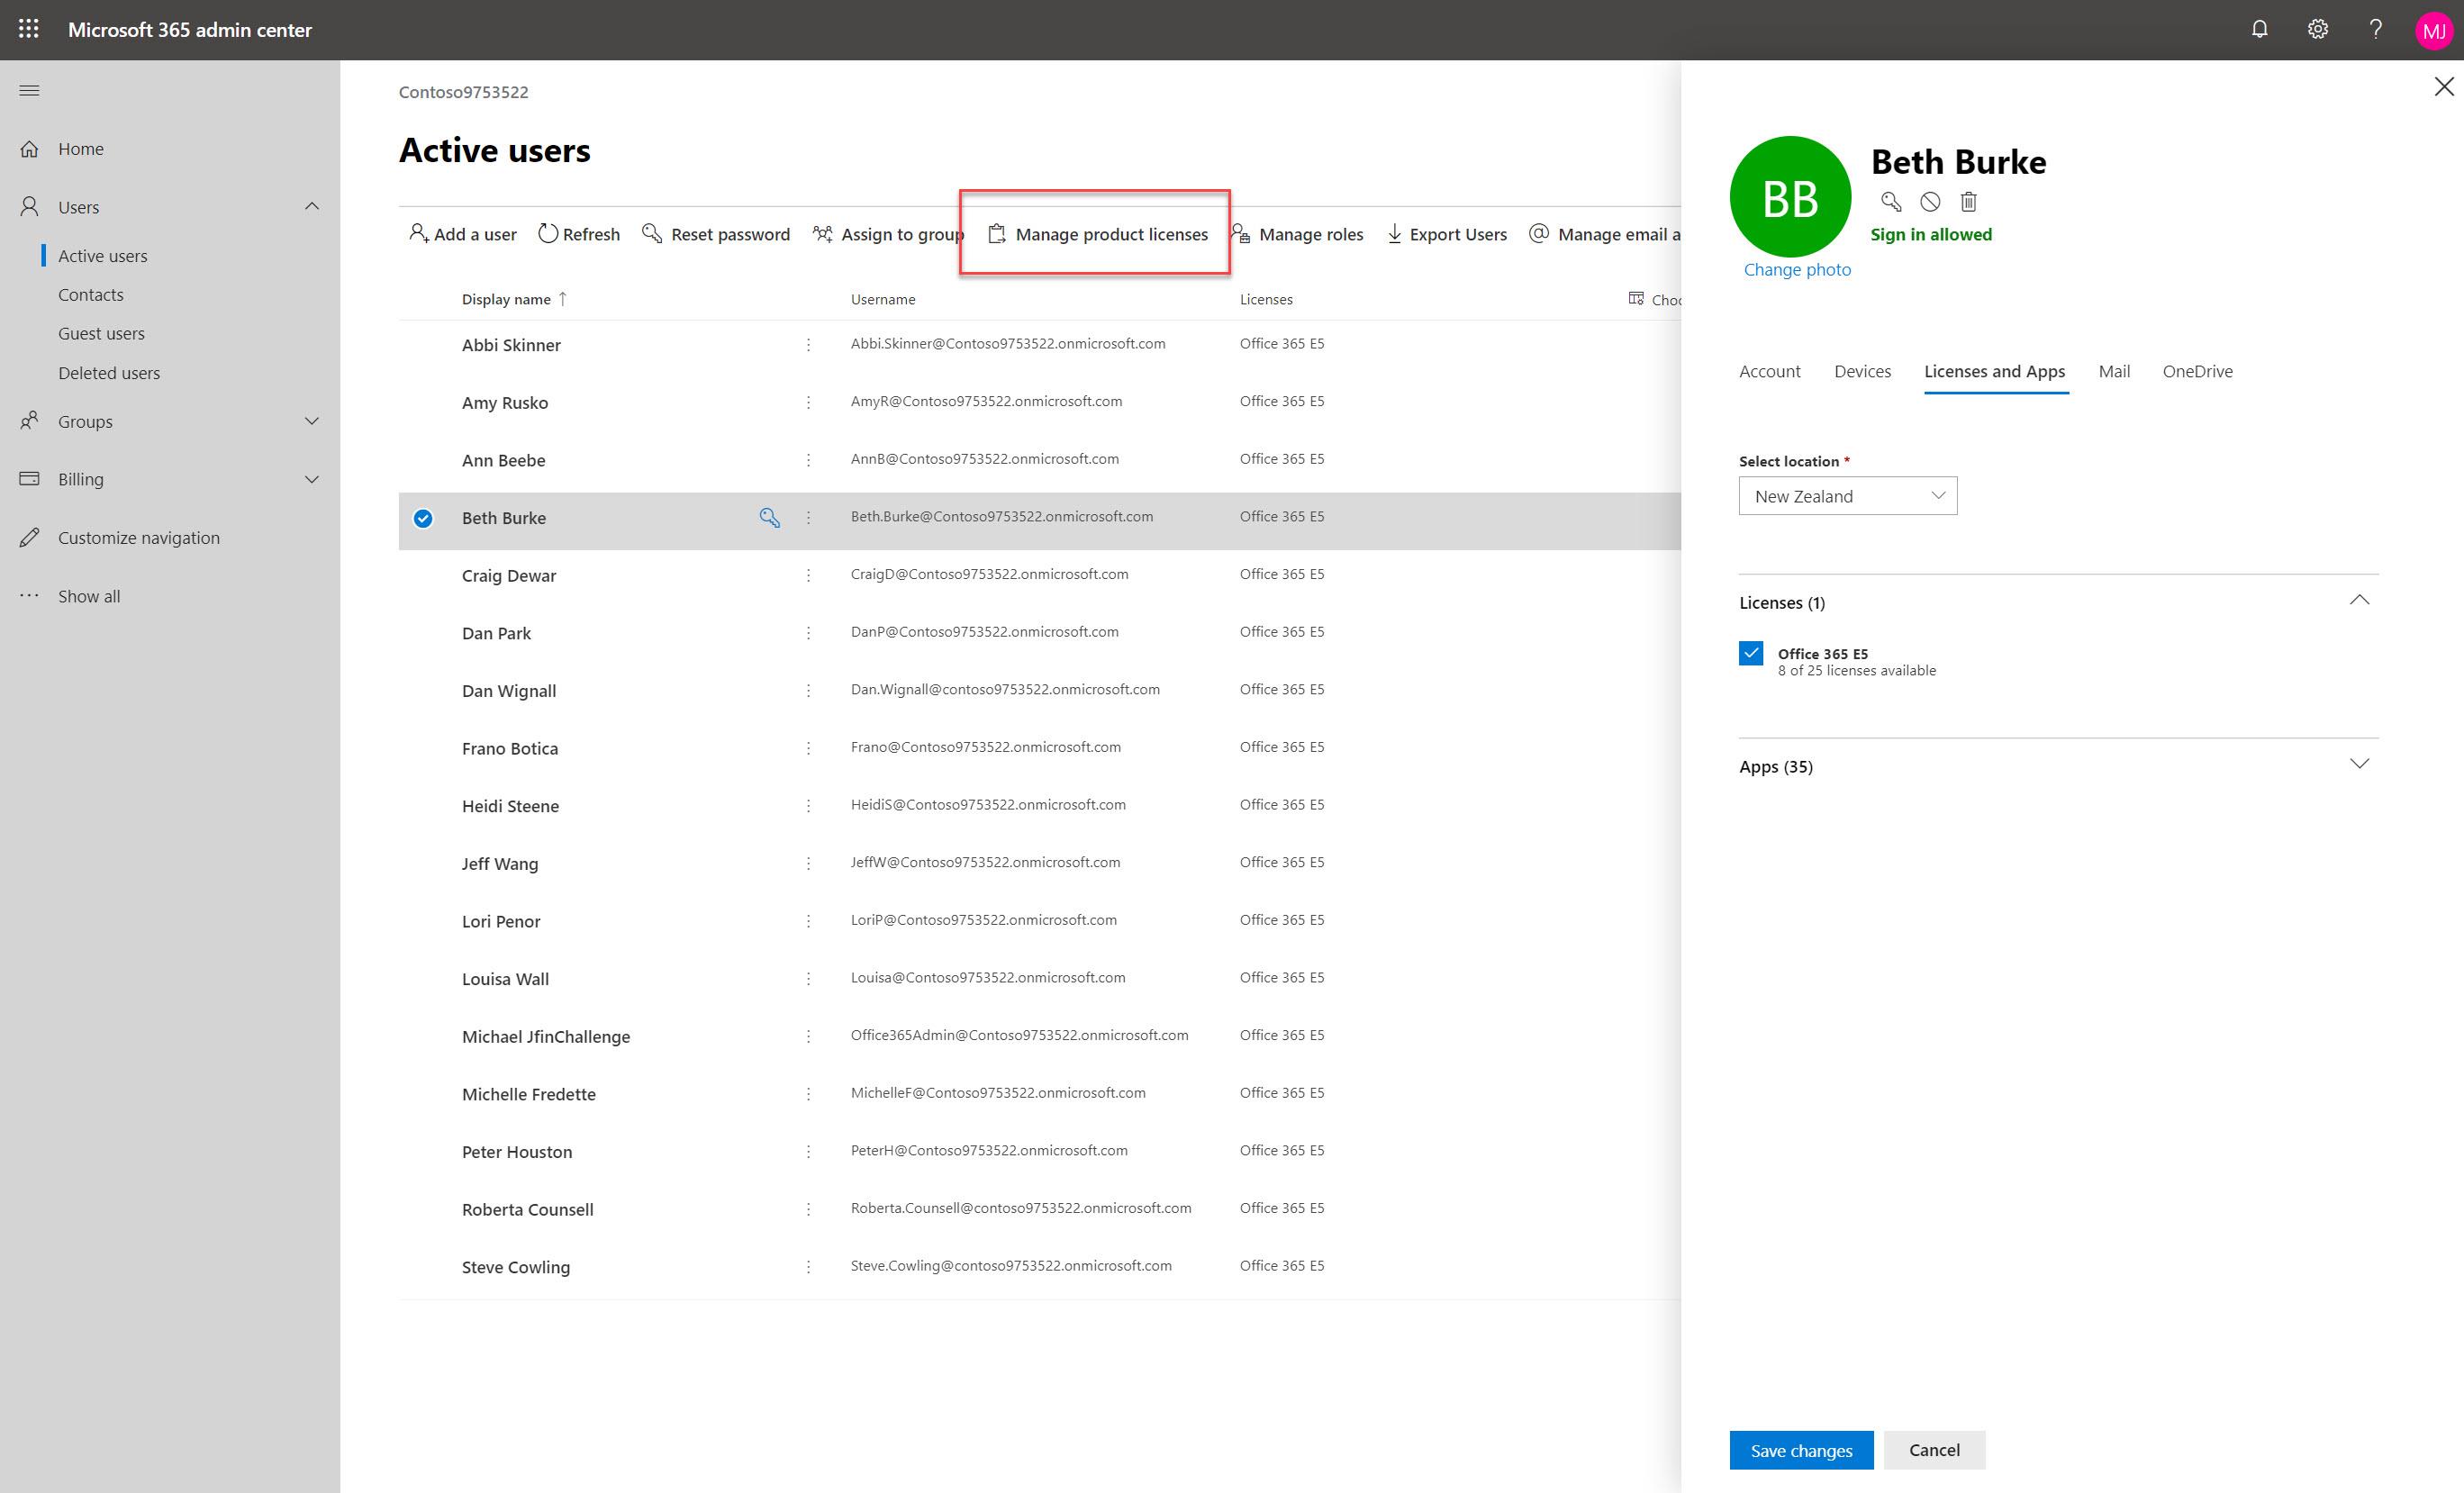 Microsoft 365 admin center
MJ
Home
Users
Active users
Contacts
Guest users
Deleted users
Groups
Billing
Customize navigation
Show all
Contoso9753522
Active users
Add a user Refresh Reset password Assign to group Manage product licenses Manage roles Export Users Manage email a
Display name Username Licenses Choo
Abbi Skinner Abbi.Skinner@Contoso9753522.onmicrosoft.com Office 365 E5
Amy Rusko AmyR@Contoso9753522.onmicrosoft.com Office 365 E5
Ann Beebe AnnB@Contoso9753522.onmicrosoft.com Office 365 E5
Beth Burke Beth.Burke@Contoso9753522.onmicrosoft.com Office 365 E5
Craig Dewar CraigD@Contoso9753522.onmicrosoft.com Office 365 E5
Dan Park DanP@Contoso9753522.onmicrosoft.com Office 365 E5
Dan Wignall Dan.Wignall@contoso9753522.onmicrosoft.com Office 365 E5
Frano Botica Frano@Contoso9753522.onmicrosoft.com Office 365 E5
Heidi Steene HeidiS@Contoso9753522.onmicrosoft.com Office 365 E5
Jeff Wang JeffW@Contoso9753522.onmicrosoft.com Office 365 E5
Lori Penor LoriP@Contoso9753522.onmicrosoft.com Office 365 E5
Louisa Wall Louisa@Contoso9753522.onmicrosoft.com Office 365 E5
Michael JfinChallenge Office365Admin@Contoso9753522.onmicrosoft.com Office 365 E5
Michelle Fredette MichelleF@Contoso9753522.onmicrosoft.com Office 365 E5
Peter Houston PeterH@Contoso9753522.onmicrosoft.com Office 365 E5
Roberta Counsell Roberta.Counsell@contoso9753522.onmicrosoft.com Office 365 E5
Steve Cowling Steve.Cowling@contoso9753522.onmicrosoft.com Office 365 E5
BB
Beth Burke
Sign in allowed
Change photo
Account Devices Licenses and Apps Mail OneDrive
Select location *
New Zealand
Licenses (1)
Office 365 E5
8 of 25 licenses available
Apps (35)
Save changes Cancel